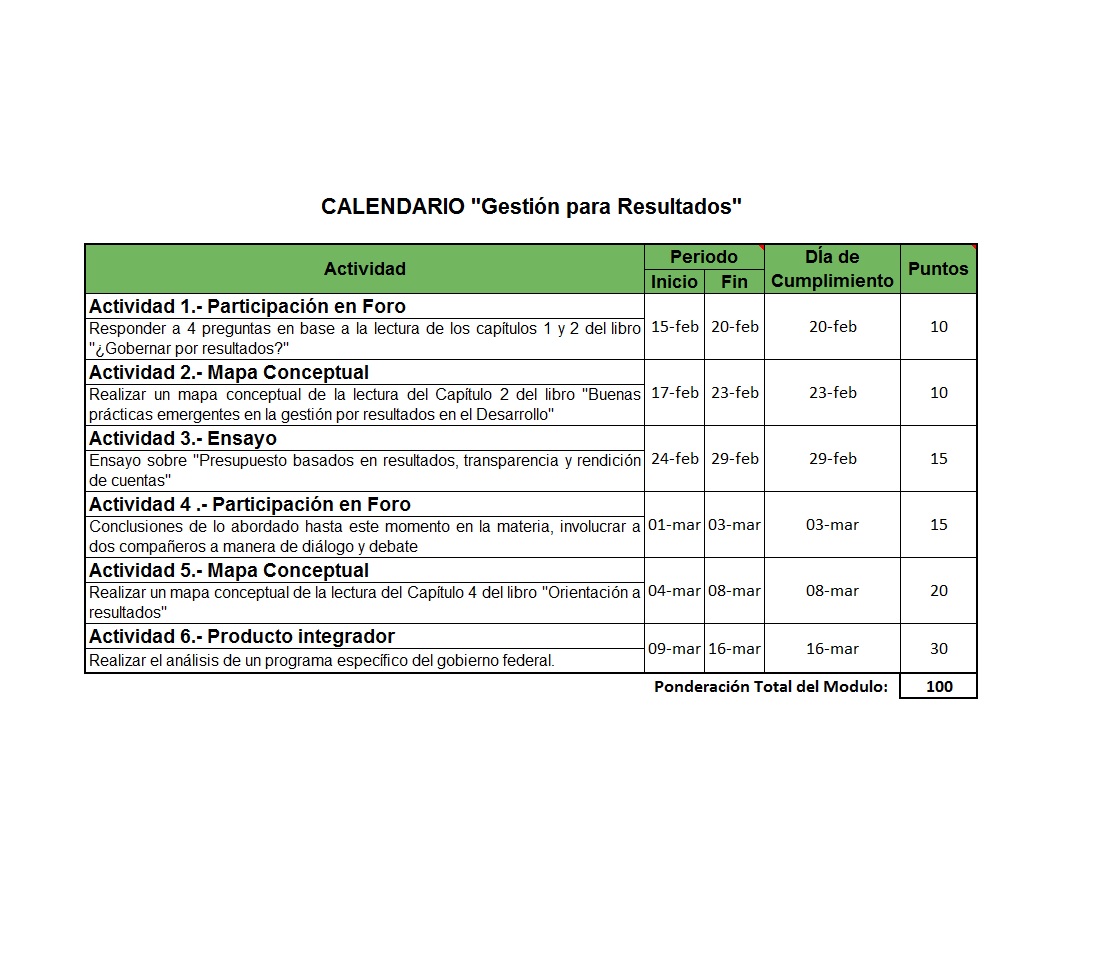 CALENDARIO "Gestión para Resultados"
Actividad
Periodo
Inicio
Fin
DÍa de
Cumplimiento
Puntos
Actividad 1.- Participación en Foro
Responder a 4 preguntas en base a la lectura de los capítulos 1 y 2 del libro
"¿Gobernar por resultados?"
15-feb
20-feb
20-feb
10
Actividad 2.- Mapa Conceptual
Realizar un mapa conceptual de la lectura del Capítulo 2 del libro "Buenas
prácticas emergentes en la gestión por resultados en el Desarrollo"
17-feb
23-feb
23-feb
10
Actividad 3.- Ensayo
Ensayo sobre "Presupuesto basados en resultados, transparencia y rendición
de cuentas"
24-feb
29-feb
29-feb
15
Actividad 4 .- Participación en Foro
Conclusiones de lo abordado hasta este momento en la materia, involucrar a
dos compañeros a manera de diálogo y debate
01-mar
03-mar
03-mar
15
Actividad 5.- Mapa Conceptual
Realizar un mapa conceptual de la lectura del Capítulo 4 del libro "Orientación a
resultados"
04-mar
08-mar
08-mar
20
Actividad 6.- Producto integrador
Realizar el análisis de un programa específico del gobierno federal.
09-mar
16-mar
16-mar
30
Ponderación Total del Modulo:
100